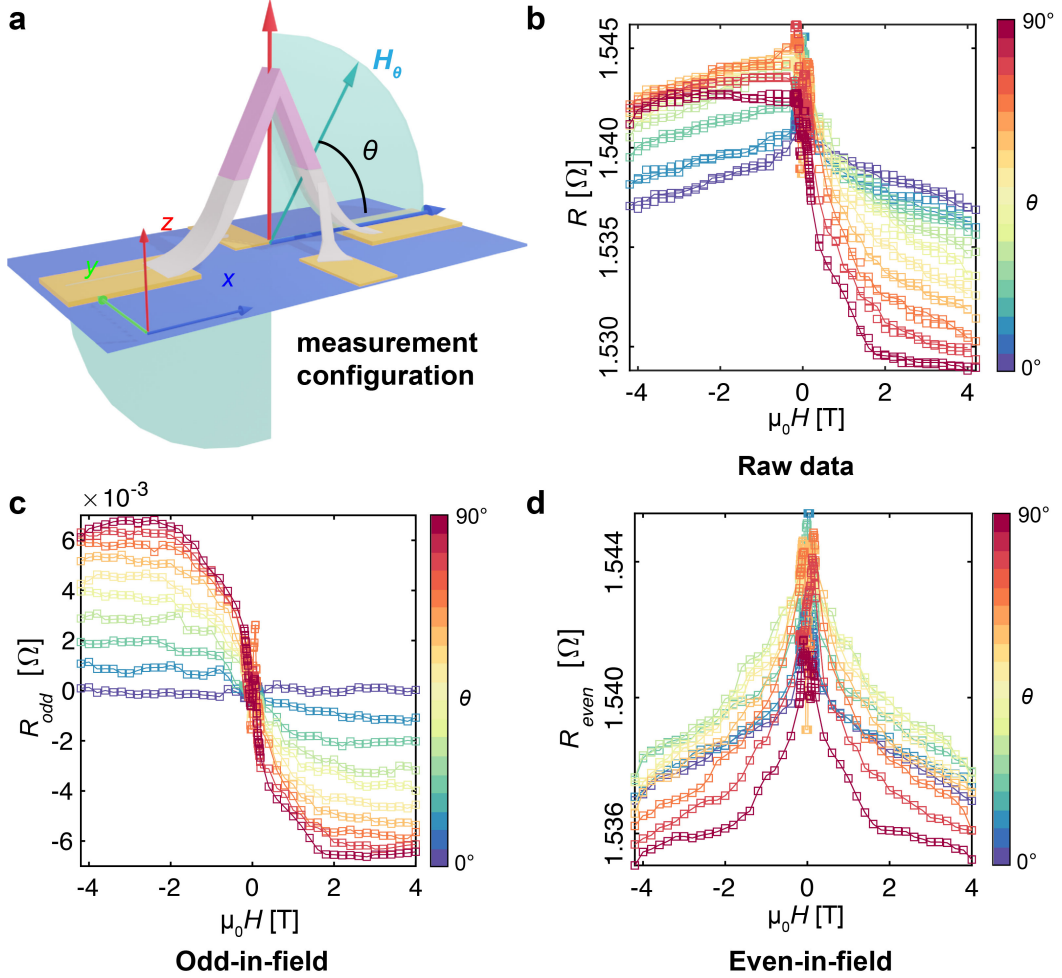 a
H_θ
θ
z
y
x
measurement
configuration
b
R [Ω]
1.545
1.540
1.535
1.530
-4 -2 0 2 4
μ₀H [T]
90°
θ
0°
Raw data
c
× 10⁻³
R_odd [Ω]
6
4
2
0
-2
-4
-6
-4 -2 0 2 4
μ₀H [T]
90°
θ
0°
Odd-in-field
d
R_even [Ω]
1.544
1.540
1.536
-4 -2 0 2 4
μ₀H [T]
90°
θ
0°
Even-in-field